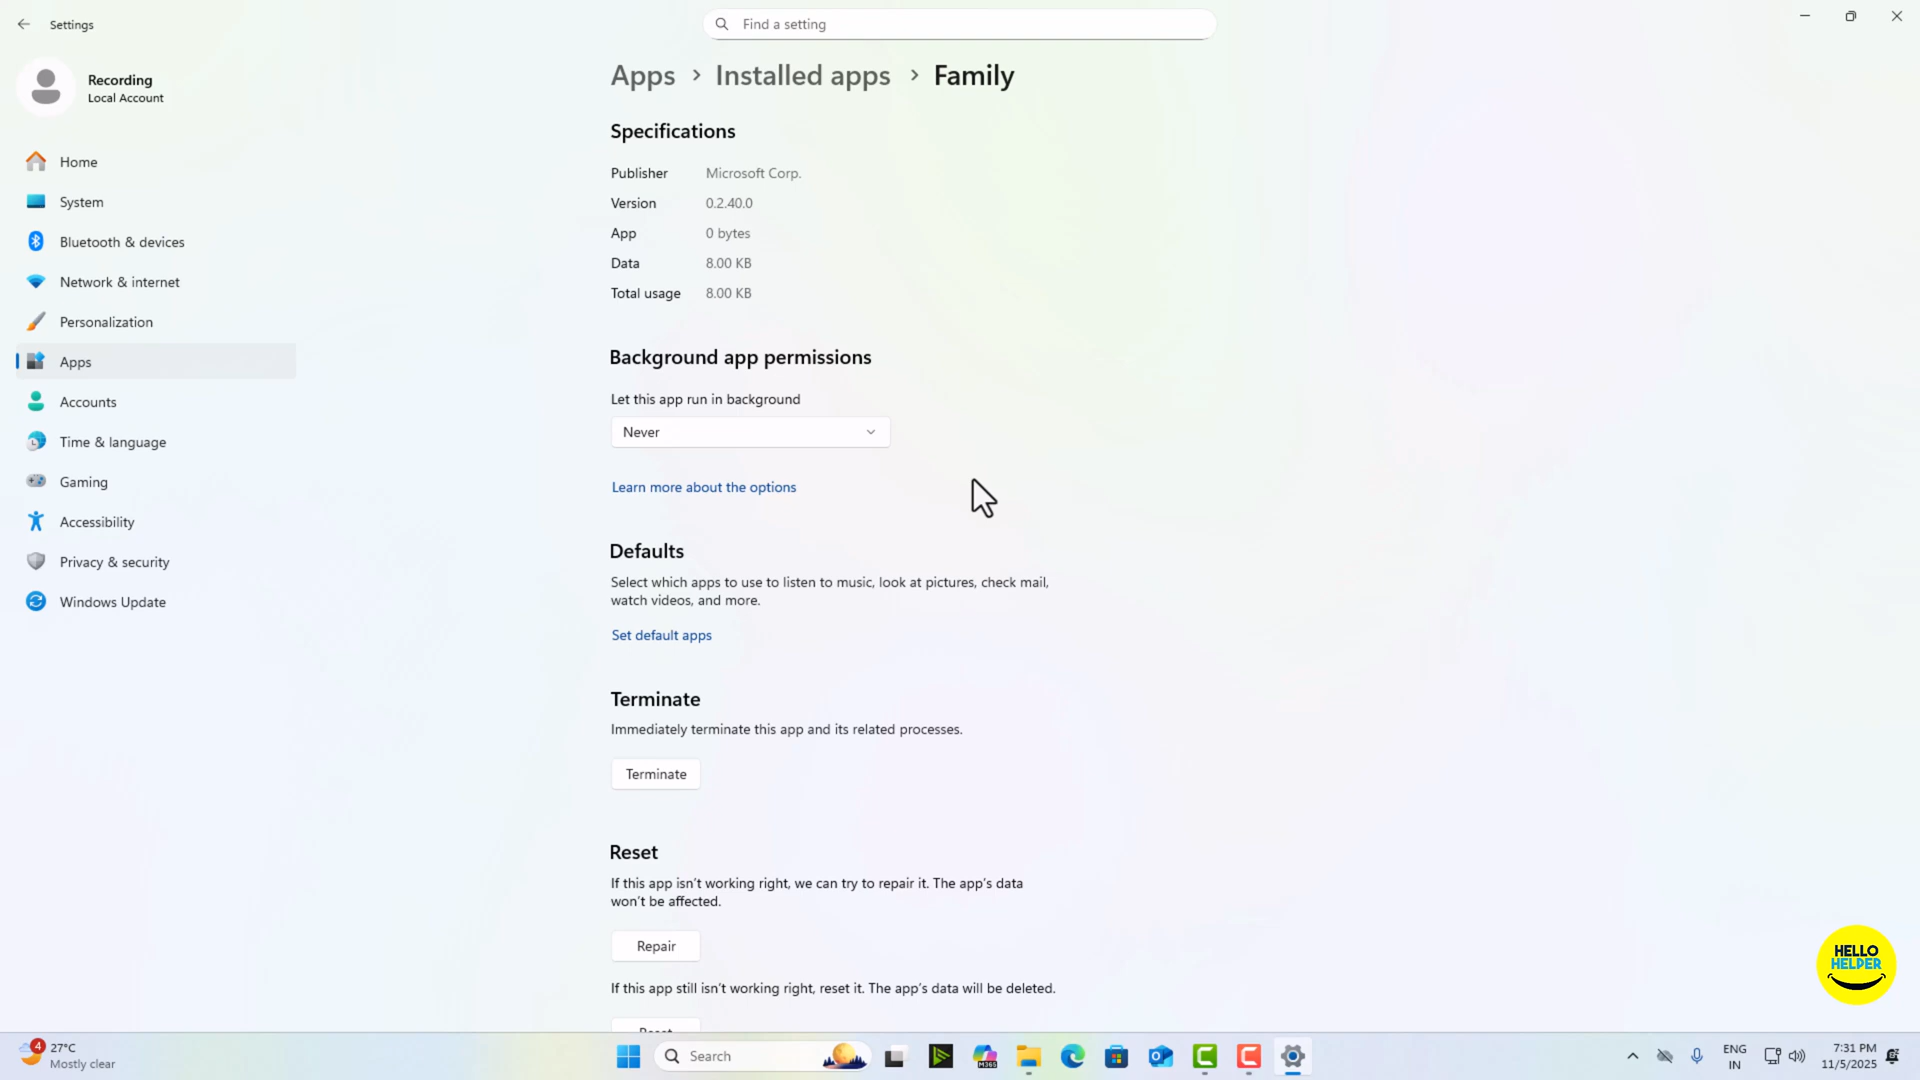 Settings
Find a setting
Recording
Local Account
Home
System
Bluetooth & devices
Network & internet
Personalization
Apps
Accounts
Time & language
Gaming
Accessibility
Privacy & security
Windows Update
Apps > Installed apps > Family
Specifications
Publisher Microsoft Corp.
Version 0.2.40.0
App 0 bytes
Data 8.00 KB
Total usage 8.00 KB
Background app permissions
Let this app run in background
Never
Learn more about the options
Defaults
Select which apps to use to listen to music, look at pictures, check mail,
watch videos, and more.
Set default apps
Terminate
Immediately terminate this app and its related processes.
Terminate
Reset
If this app isn't working right, we can try to repair it. The app's data
won't be affected.
Repair
If this app still isn't working right, reset it. The app's data will be deleted.
Reset
HELLO
HELPER
4
27°C
Mostly clear
Search
M365
ENG
IN
7:31 PM
11/5/2025